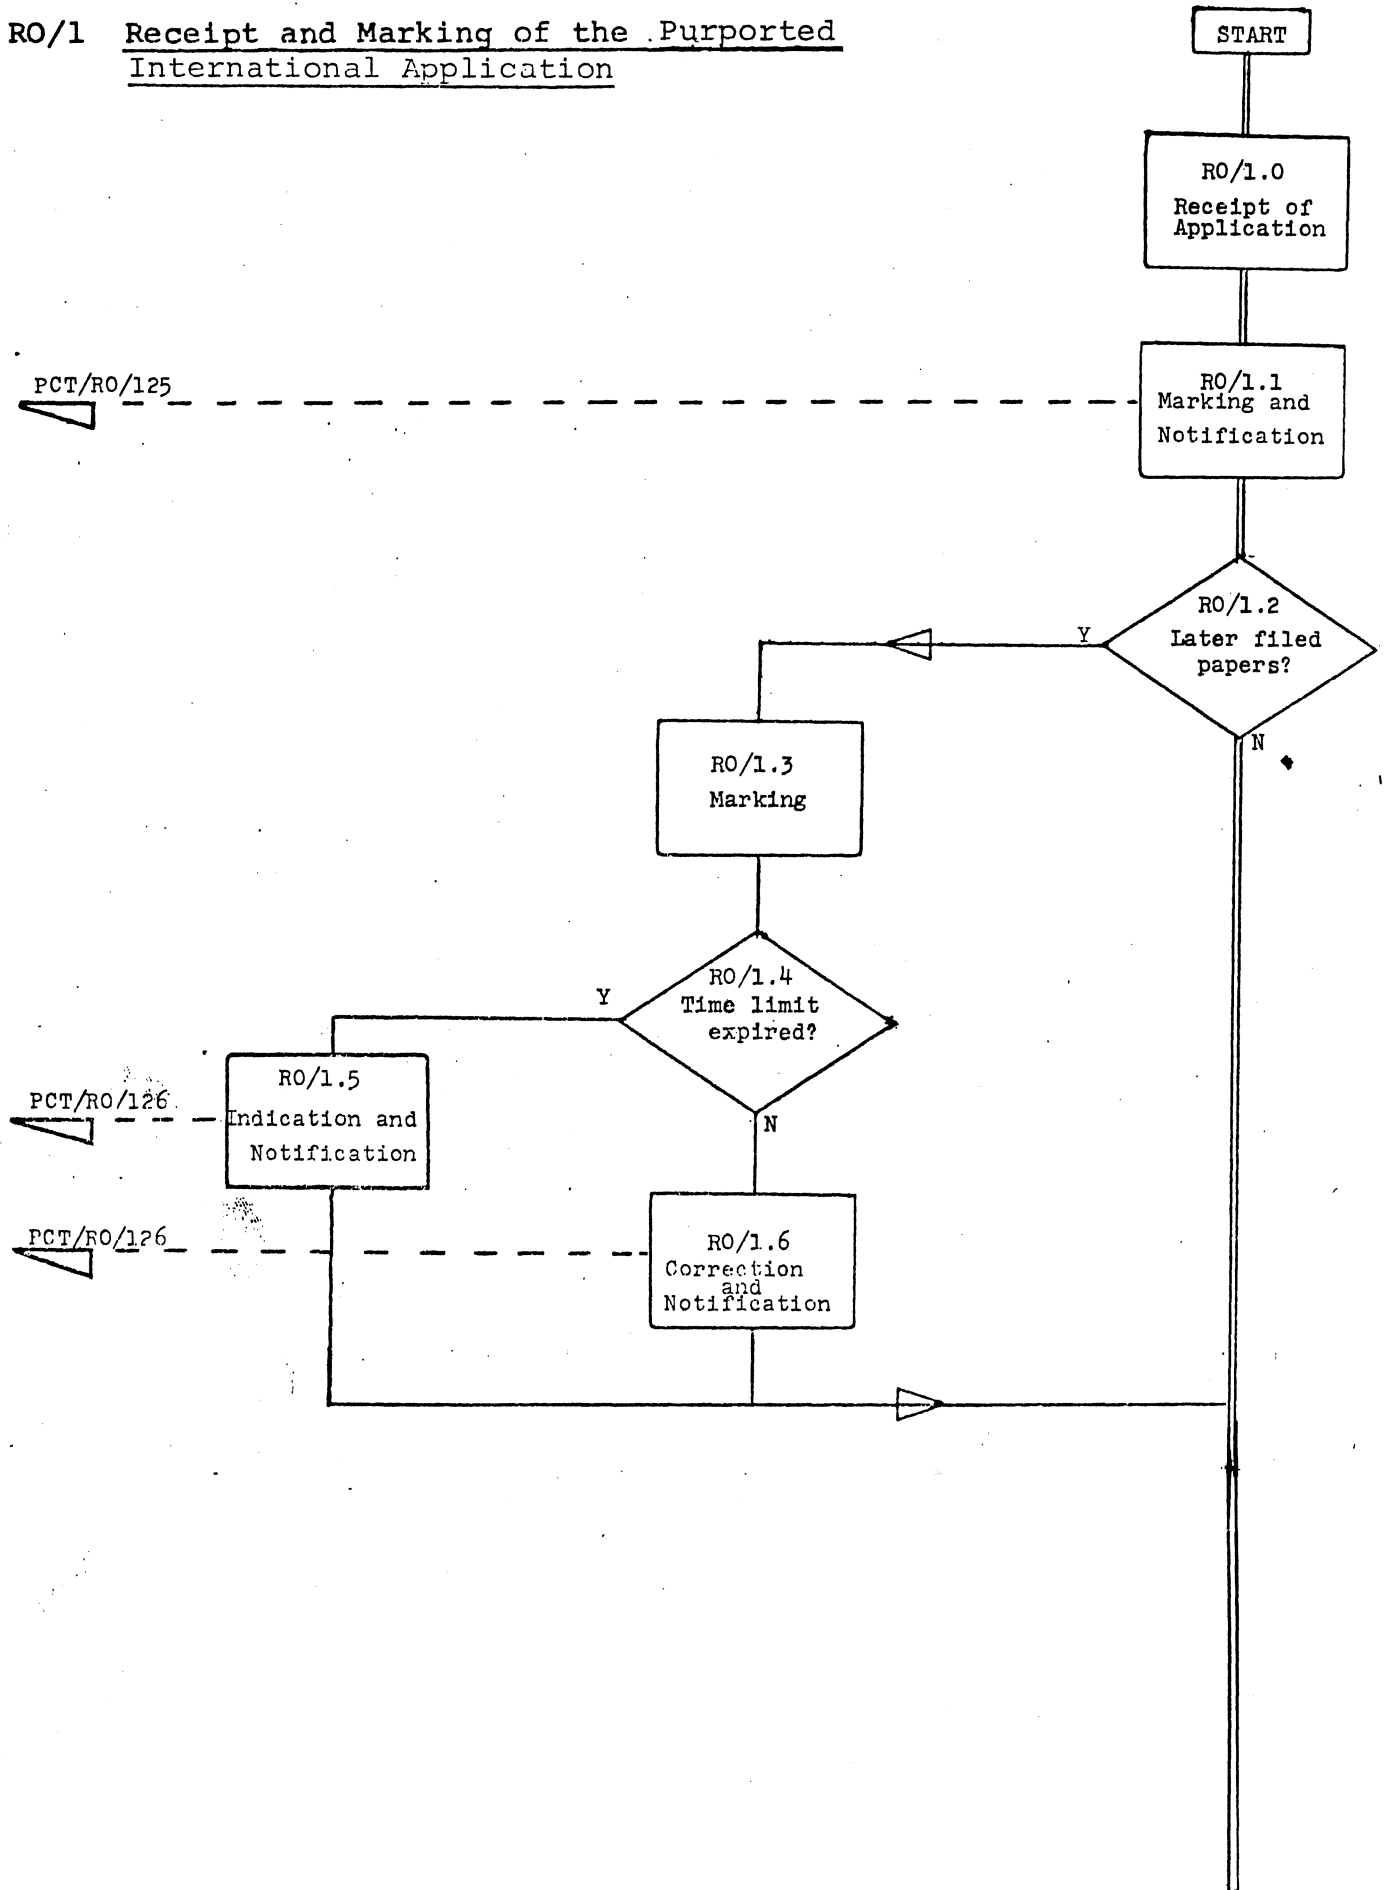 RO/1 Receipt and Marking of the Purported
International Application
START
RO/1.0
Receipt of
Application
PCT/RO/125
RO/1.1
Marking and
Notification
RO/1.2
Later filed
papers?
Y
N
RO/1.3
Marking
RO/1.4
Time limit
expired?
Y
N
RO/1.5
Indication and
Notification
PCT/RO/126
PCT/RO/126
RO/1.6
Correction
and
Notification